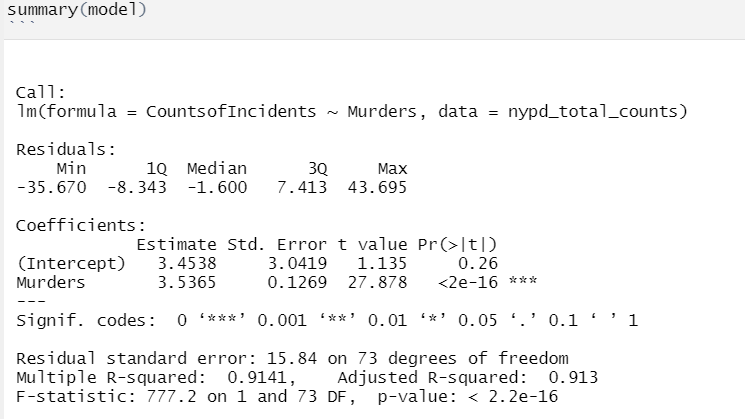 summary(model)
```
Call:
lm(formula = CountsofIncidents ~ Murders, data = nypd_total_counts)
Residuals:
    Min      1Q  Median      3Q     Max
-35.670  -8.343  -1.600   7.413  43.695
Coefficients:
            Estimate Std. Error t value Pr(>|t|)
(Intercept)   3.4538     3.0419   1.135     0.26
Murders       3.5365     0.1269  27.878   <2e-16 ***
---
Signif. codes:  0 ‘***’ 0.001 ‘**’ 0.01 ‘*’ 0.05 ‘.’ 0.1 ‘ ’ 1
Residual standard error: 15.84 on 73 degrees of freedom
Multiple R-squared:  0.9141,	Adjusted R-squared:  0.913
F-statistic: 777.2 on 1 and 73 DF,  p-value: < 2.2e-16